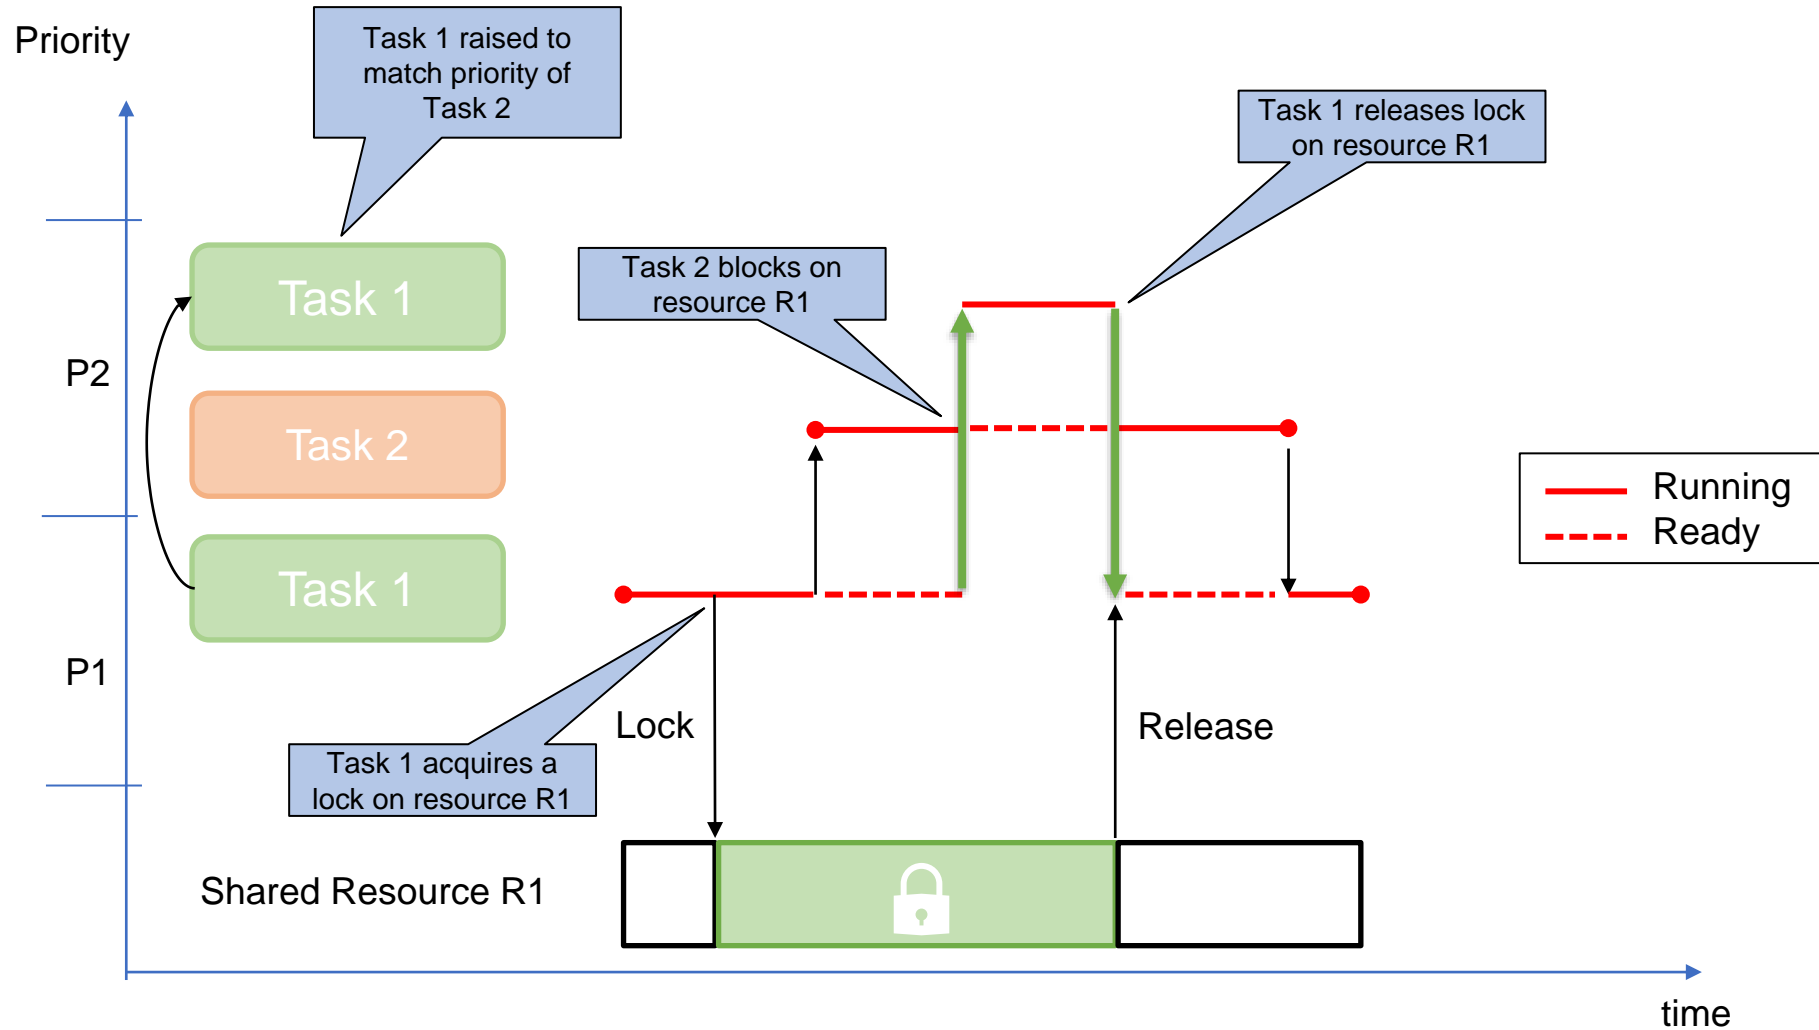 Priority
Task 1 raised to
match priority of
Task 2
Task 1 releases lock
on resource R1
Task 1
Task 2 blocks on
resource R1
P2
Task 2
Running
Ready
Task 1
P1
Lock
Release
Task 1 acquires a
lock on resource R1
Shared Resource R1
time